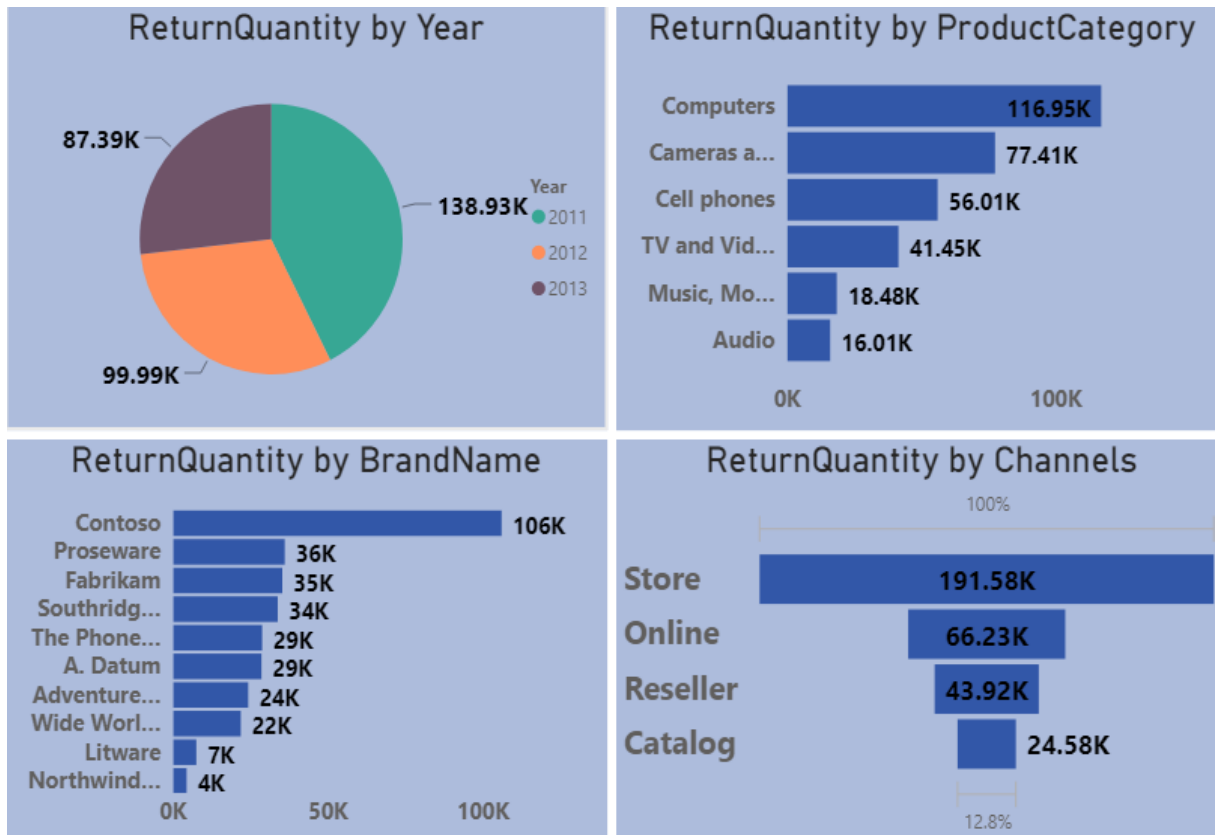 ReturnQuantity by Year
87.39K
138.93K
99.99K
Year
2011
2012
2013
ReturnQuantity by ProductCategory
Computers 116.95K
Cameras a... 77.41K
Cell phones 56.01K
TV and Vid... 41.45K
Music, Mo... 18.48K
Audio 16.01K
0K 100K
ReturnQuantity by BrandName
Contoso 106K
Proseware 36K
Fabrikam 35K
Southridg... 34K
The Phone... 29K
A. Datum 29K
Adventure... 24K
Wide Worl... 22K
Litware 7K
Northwind... 4K
0K 50K 100K
ReturnQuantity by Channels
100%
Store 191.58K
Online 66.23K
Reseller 43.92K
Catalog 24.58K
12.8%